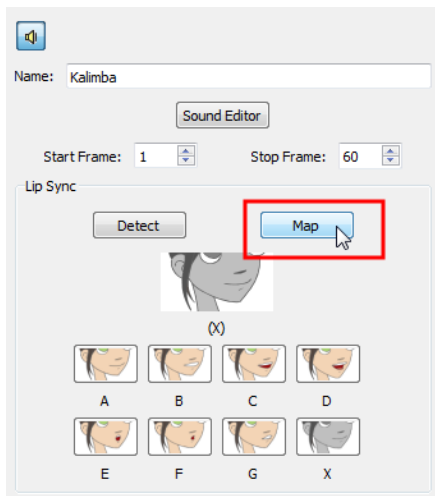 Name: Kalimba
Sound Editor
Start Frame: 1 Stop Frame: 60
Lip Sync
Detect Map
(X)
A B C D
E F G X